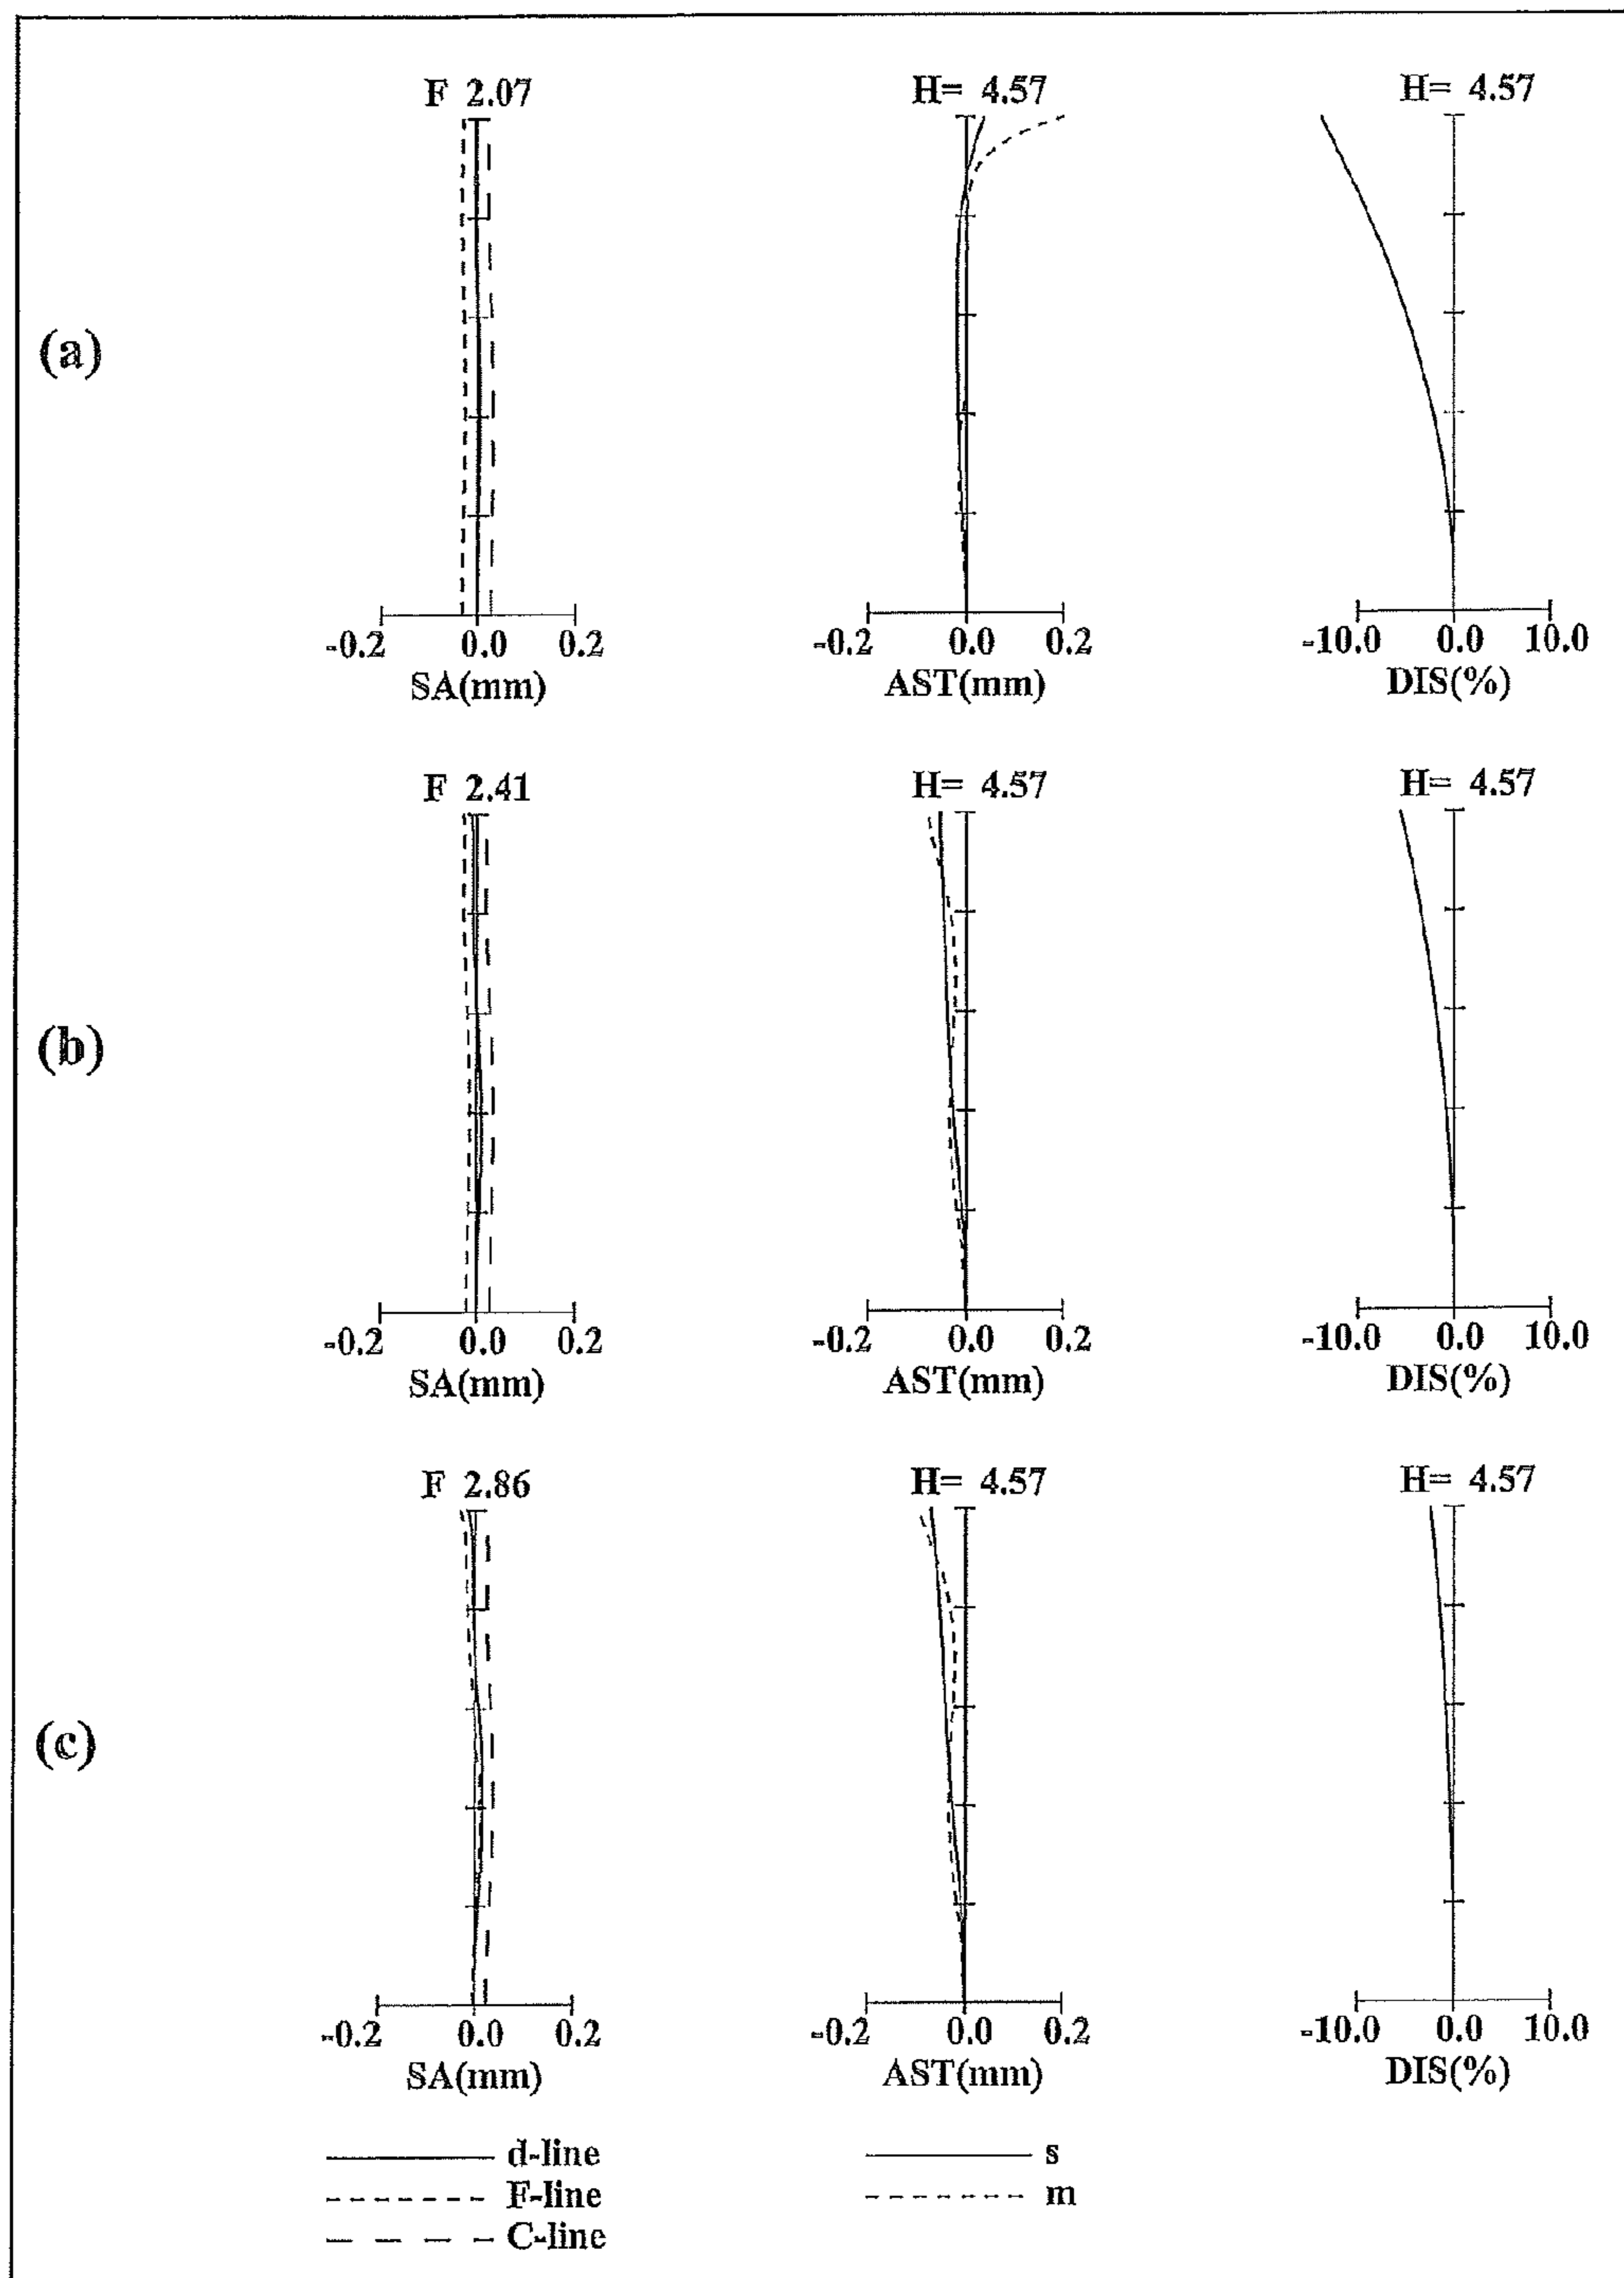 F 2.07 H= 4.57 H= 4.57
(a)
-0.2 0.0 0.2 -0.2 0.0 0.2 -10.0 0.0 10.0
SA(mm) AST(mm) DIS(%)
F 2.41 H= 4.57 H= 4.57
(b)
-0.2 0.0 0.2 -0.2 0.0 0.2 -10.0 0.0 10.0
SA(mm) AST(mm) DIS(%)
F 2.86 H= 4.57 H= 4.57
(c)
-0.2 0.0 0.2 -0.2 0.0 0.2 -10.0 0.0 10.0
SA(mm) AST(mm) DIS(%)
d-line s
F-line m
C-line